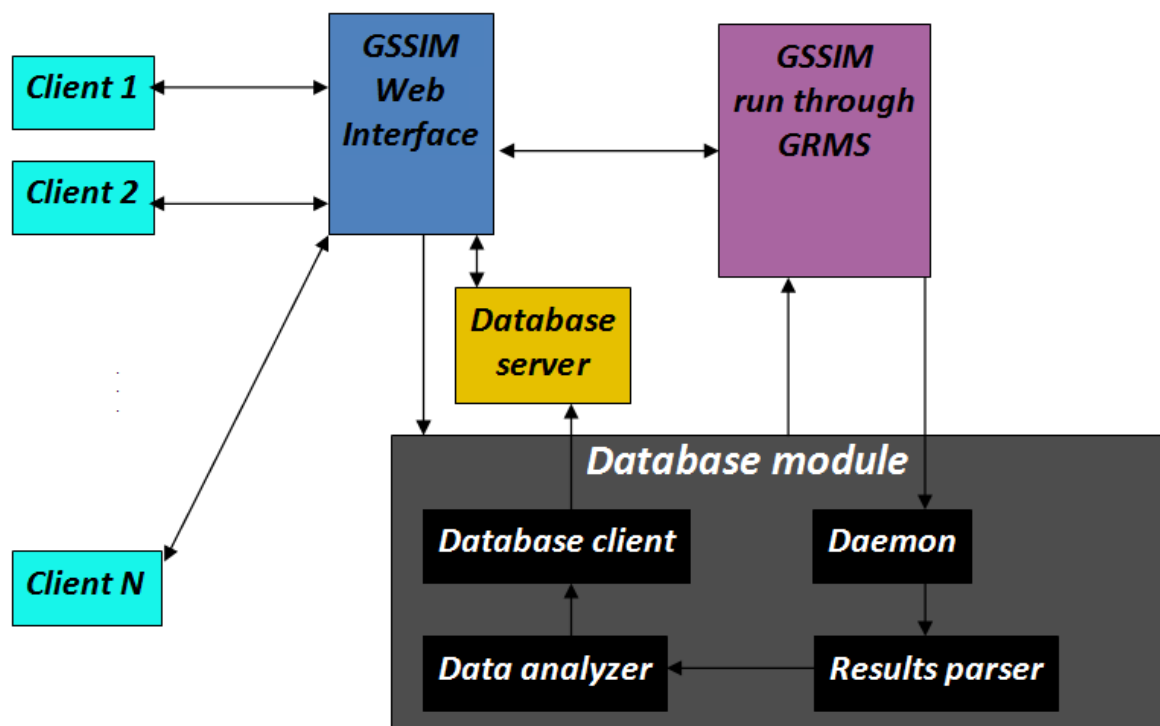 GSSIM
Web
Interface
GSSIM
run through
GRMS
Client 1
Client 2
Database
server
.
.
.
Database module
Database client
Daemon
Client N
Data analyzer
Results parser